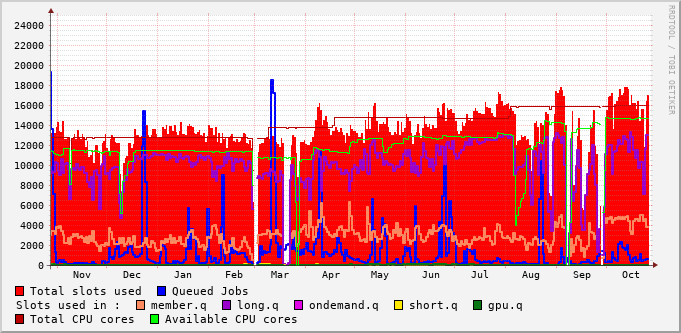 24000
22000
20000
18000
16000
14000
12000
10000
8000
6000
4000
2000
0
Nov Dec Jan Feb Mar Apr May Jun Jul Aug Sep Oct
RRDTOOL / TOBI OETIKER
Total slots used Queued Jobs
Slots used in : member.q long.q ondemand.q short.q gpu.q
Total CPU cores Available CPU cores